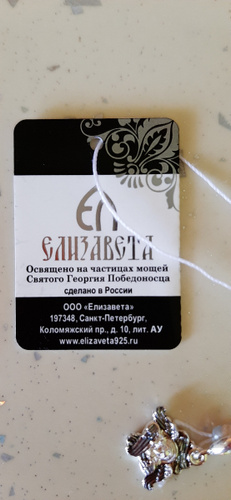 ЕЛ
ЕЛИЗАВЕТА
Освящено на частицах мощей
Святого Георгия Победоносца
сделано в России
ООО «Елизавета»
197348, Санкт-Петербург,
Коломяжский пр., д. 10, лит. АУ
www.elizaveta925.ru